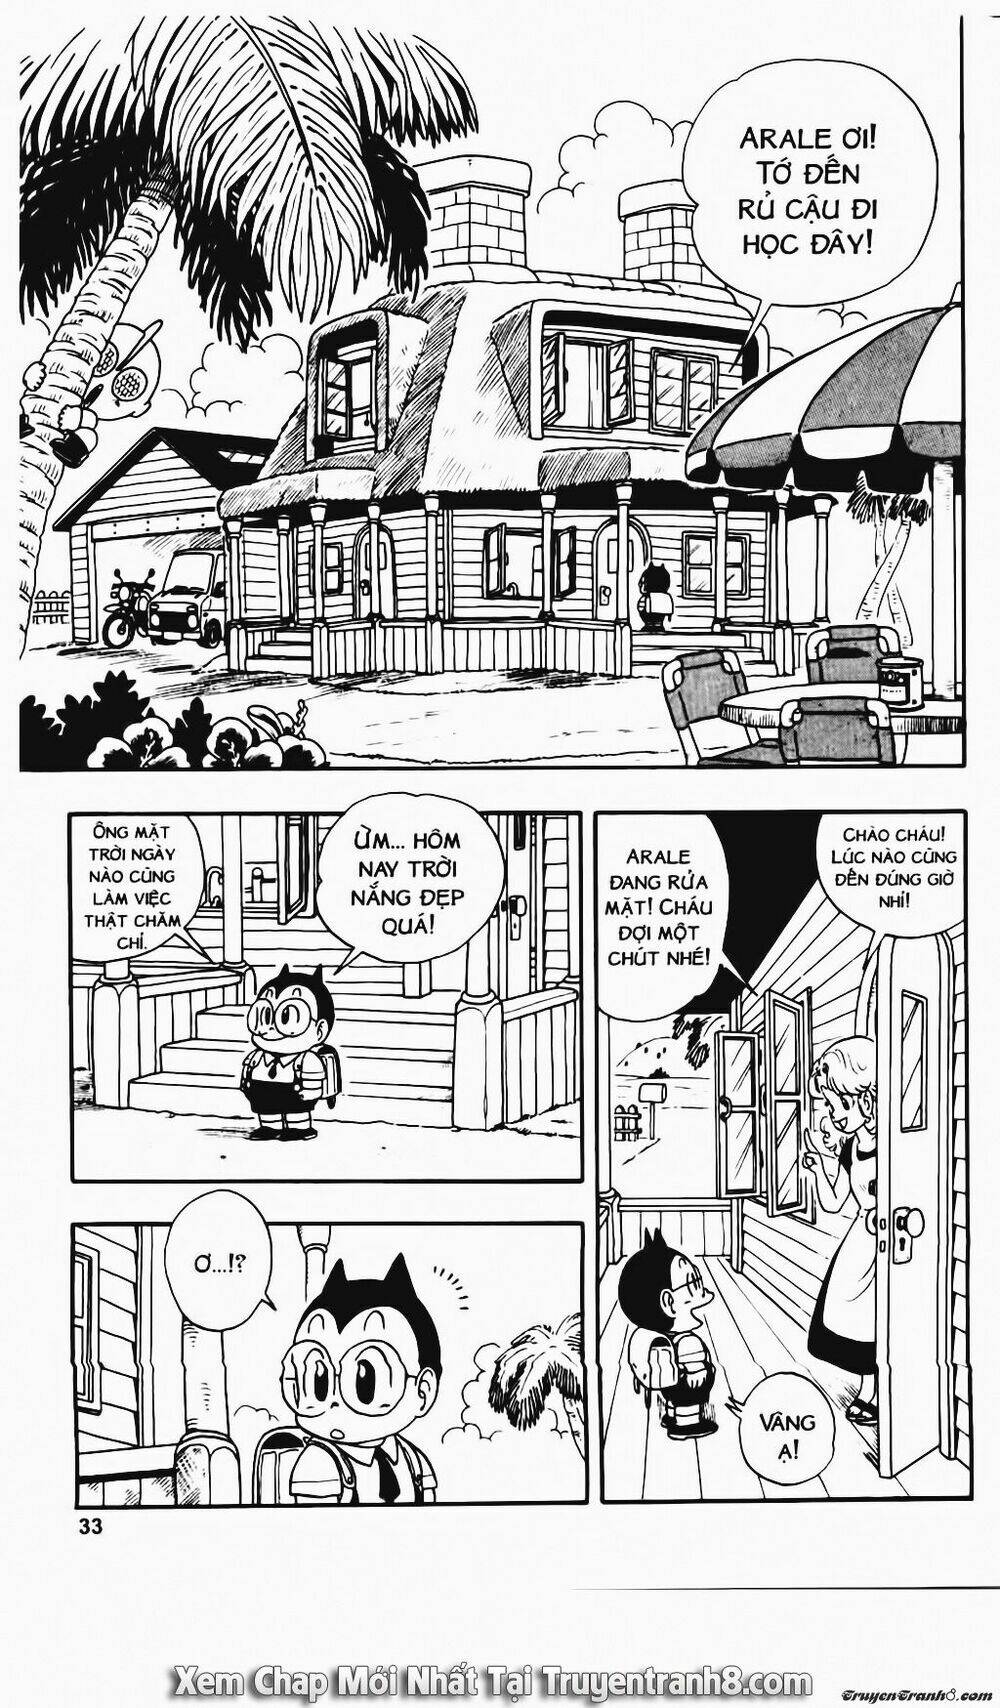 ARALE ƠI!
TỚ ĐẾN
RỦ CẬU ĐI
HỌC ĐÂY!
CHÀO CHÁU!
LÚC NÀO CŨNG
ĐẾN ĐÚNG GIỜ
NHỈ!
ARALE
ĐANG RỬA
MẶT! CHÁU
ĐỢI MỘT
CHÚT NHÉ!
VÂNG
Ạ!
ỪM... HÔM
NAY TRỜI
NẮNG ĐẸP
QUÁ!
ÔNG MẶT
TRỜI NGÀY
NÀO CŨNG
LÀM VIỆC
THẬT CHĂM
CHỈ.
Ơ...!?
33
Xem Chap Mới Nhất Tại Truyentranh8.com
TruyenTranh8.com